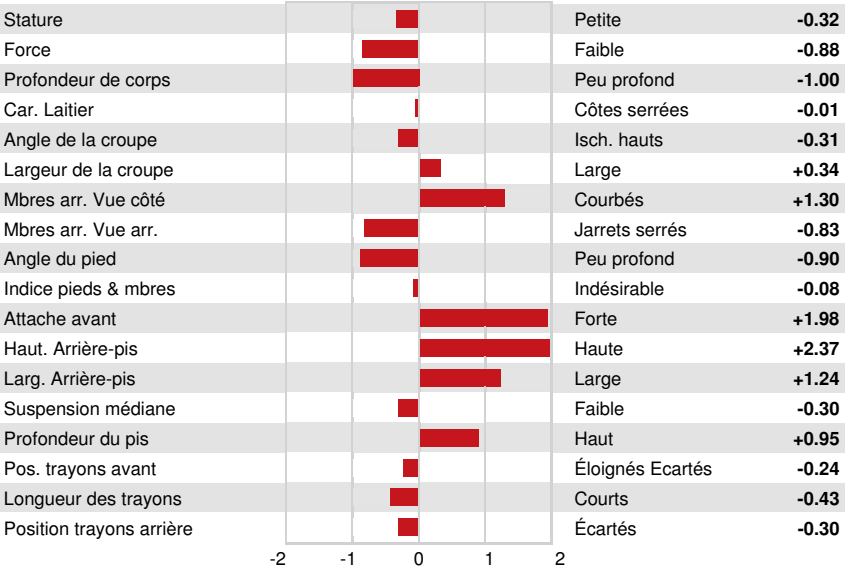 Stature Petite -0.32
Force Faible -0.88
Profondeur de corps Peu profond -1.00
Car. Laitier Côtes serrées -0.01
Angle de la croupe Isch. hauts -0.31
Largeur de la croupe Large +0.34
Mbres arr. Vue côté Courbés +1.30
Mbres arr. Vue arr. Jarrets serrés -0.83
Angle du pied Peu profond -0.90
Indice pieds & mbres Indésirable -0.08
Attache avant Forte +1.98
Haut. Arrière-pis Haute +2.37
Larg. Arrière-pis Large +1.24
Suspension médiane Faible -0.30
Profondeur du pis Haut +0.95
Pos. trayons avant Éloignés Ecartés -0.24
Longueur des trayons Courts -0.43
Position trayons arrière Écartés -0.30
-2 -1 0 1 2